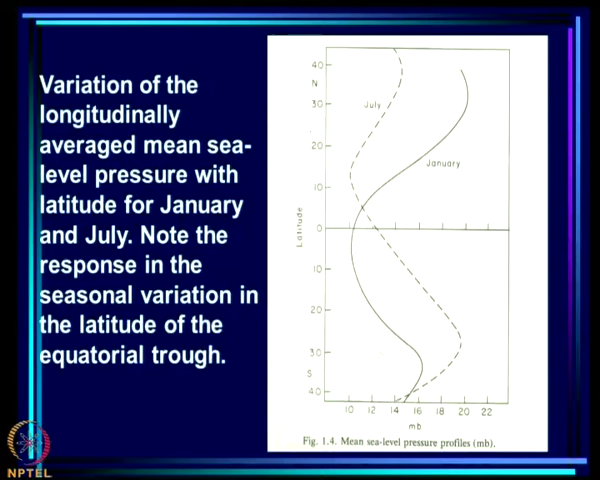 Variation of the
longitudinally
averaged mean sea-
level pressure with
latitude for January
and July. Note the
response in the
seasonal variation in
the latitude of the
equatorial trough.
40
N
30
July
20
January
10
Latitude
0
10
20
30
S
40
10 12 14 16 18 20 22
mb
Fig. 1.4. Mean sea-level pressure profiles (mb).
NPTEL